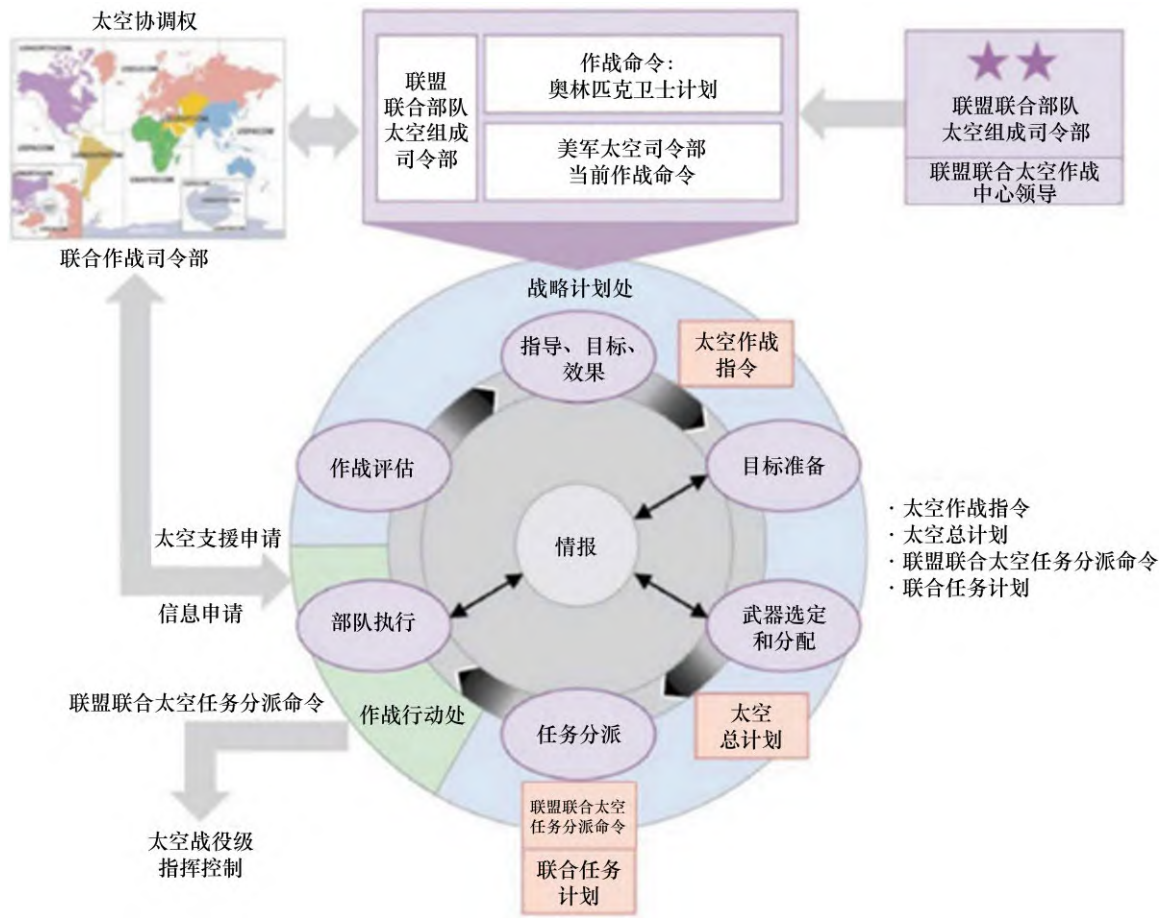 太空协调权
联合作战司令部
联盟
联合部队
太空组成
司令部
作战命令：
奥林匹克卫士计划
美军太空司令部
当前作战命令
联盟联合部队
太空组成司令部
联盟联合太空作战
中心领导
战略计划处
指导、目标、
效果
太空作战
指令
作战评估
目标准备
情报
· 太空作战指令
· 太空总计划
· 联盟联合太空任务分派命令
· 联合任务计划
太空支援申请
信息申请
部队执行
武器选定
和分配
联盟联合太空任务分派命令
作战行动处
任务分派
太空
总计划
联盟联合太空
任务分派命令
联合任务
计划
太空战役级
指挥控制